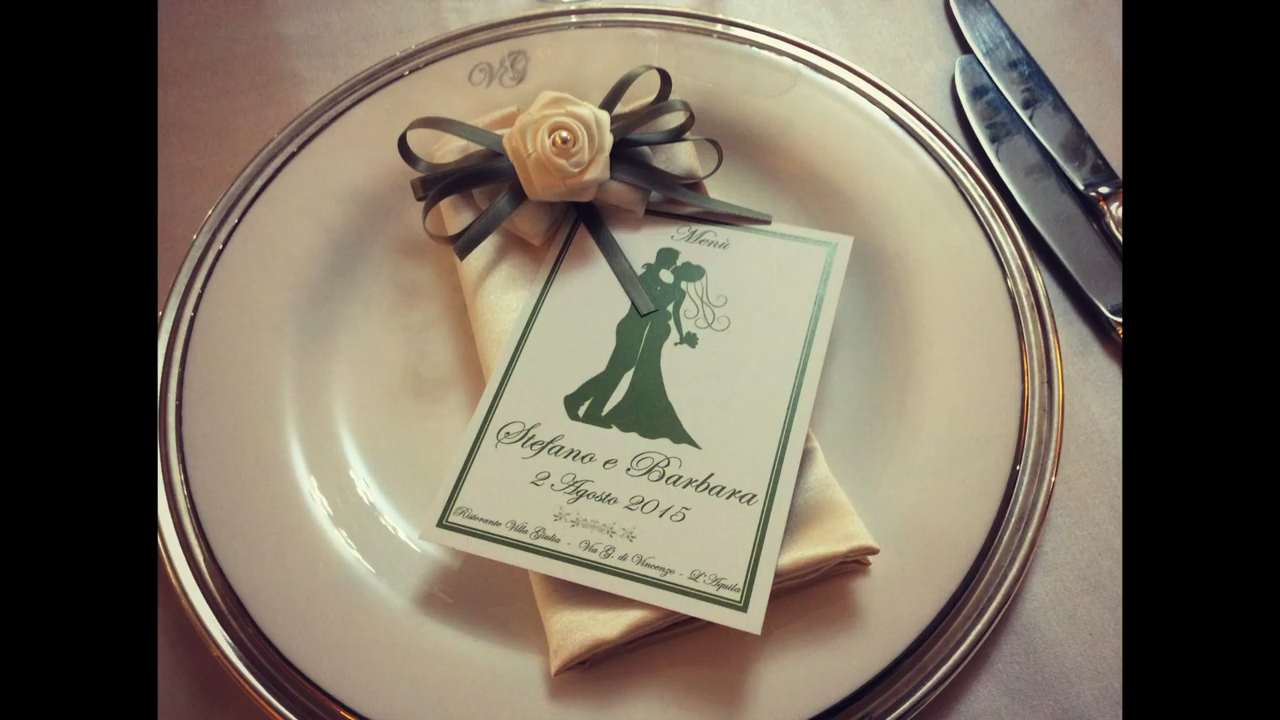 VG
Menù
Stefano e Barbara
2 Agosto 2015
Ristorante Villa Giulia - Via G. di Vincenzo - L'Aquila